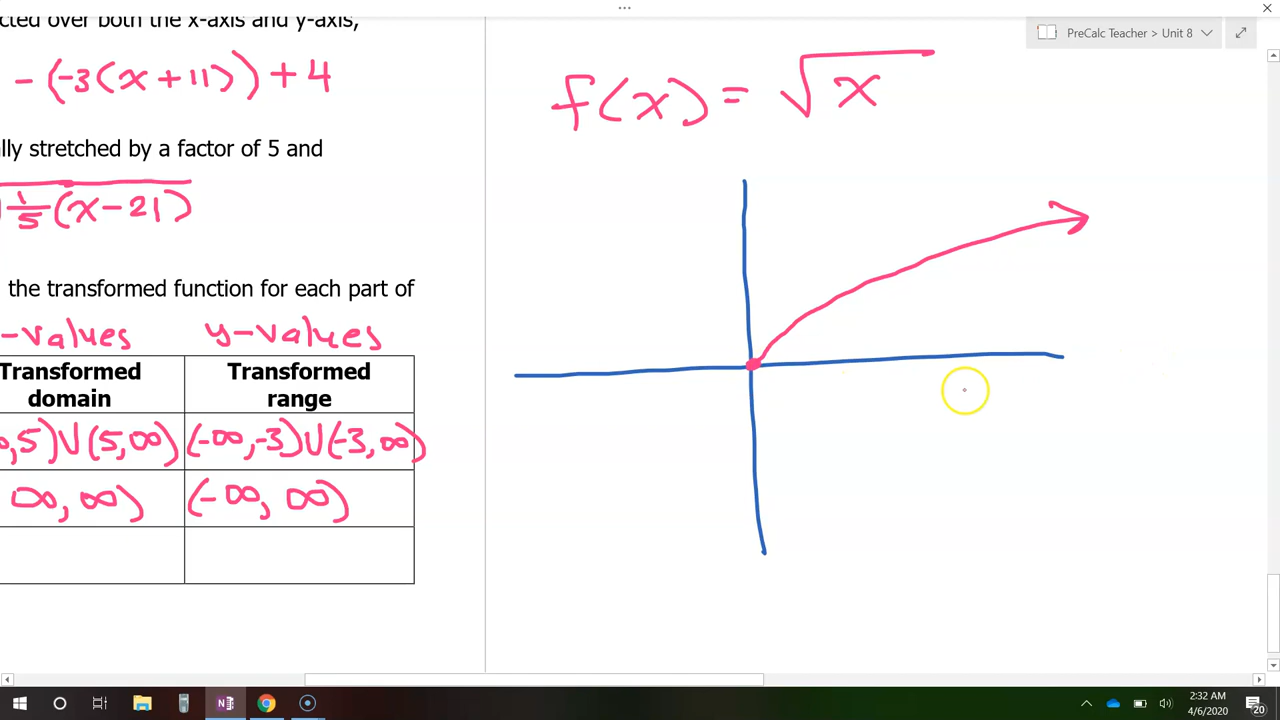 cted over both the x-axis and y-axis,
- (-3(x+11)) + 4
ally stretched by a factor of 5 and
1/5 (x-21)
the transformed function for each part of
-values y-values
Transformed domain Transformed range
,5)∪(5,∞) (-∞,-3)∪(-3,∞)
∞,∞) (-∞,∞)
PreCalc Teacher > Unit 8
f(x) = √x
2:32 AM
4/6/2020
20